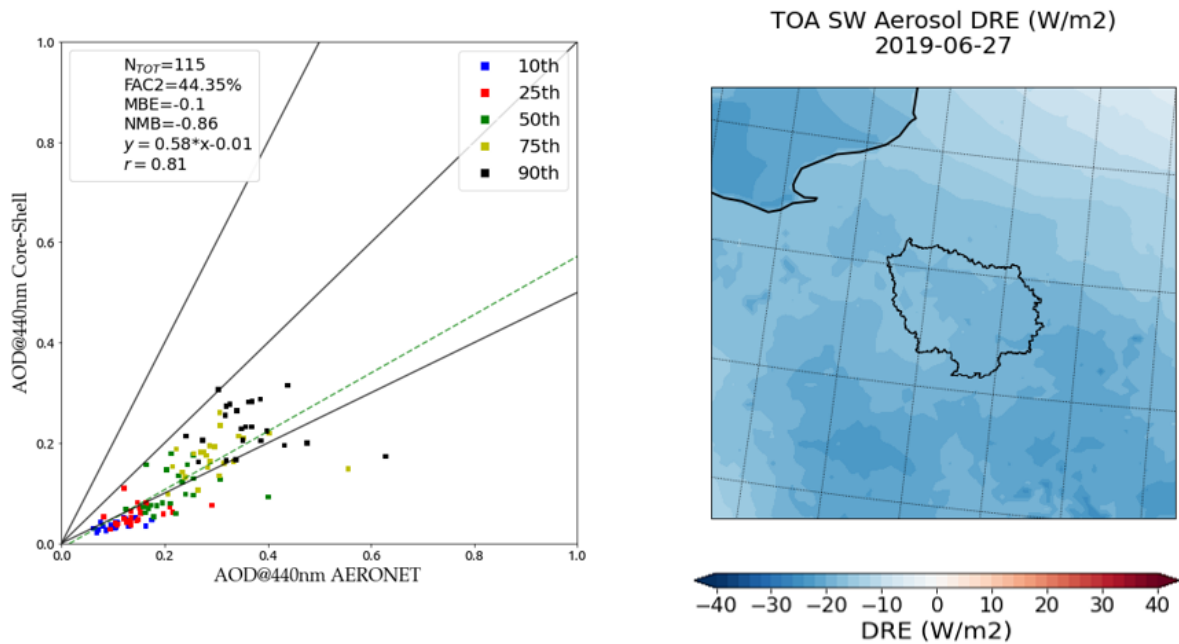 1.0
0.8
0.6
0.4
0.2
0.0
AOD@440nm Core-Shell
N_TOT=115
FAC2=44.35%
MBE=-0.1
NMB=-0.86
y = 0.58*x-0.01
r = 0.81
10th
25th
50th
75th
90th
0.0 0.2 0.4 0.6 0.8 1.0
AOD@440nm AERONET
TOA SW Aerosol DRE (W/m2)
2019-06-27
−40 −30 −20 −10 0 10 20 30 40
DRE (W/m2)